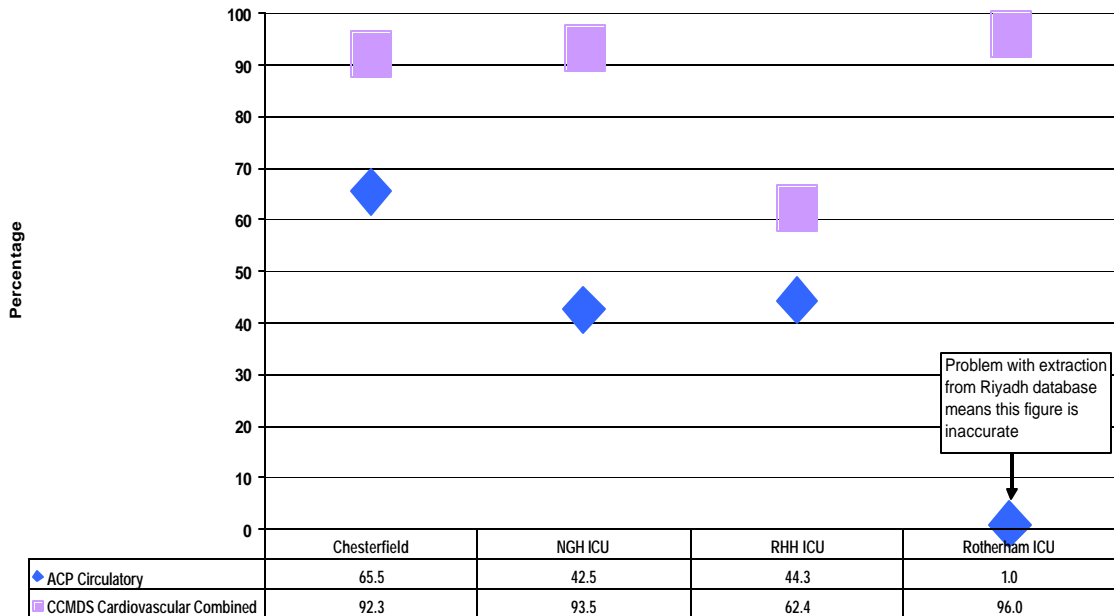 100
90
80
70
60
50
40
30
20
10
0
Percentage
Problem with extraction
from Riyadh database
means this figure is
inaccurate
Chesterfield NGH ICU RHH ICU Rotherham ICU
ACP Circulatory 65.5 42.5 44.3 1.0
CCMDS Cardiovascular Combined 92.3 93.5 62.4 96.0